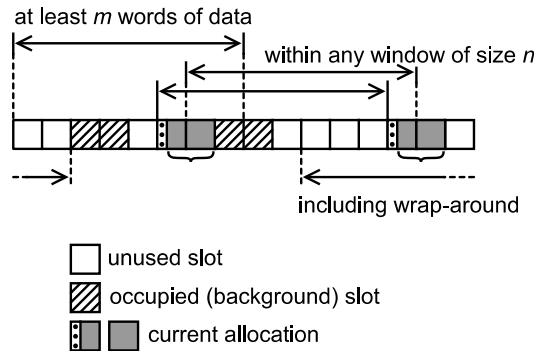 at least m words of data
within any window of size n
including wrap-around
unused slot
occupied (background) slot
current allocation